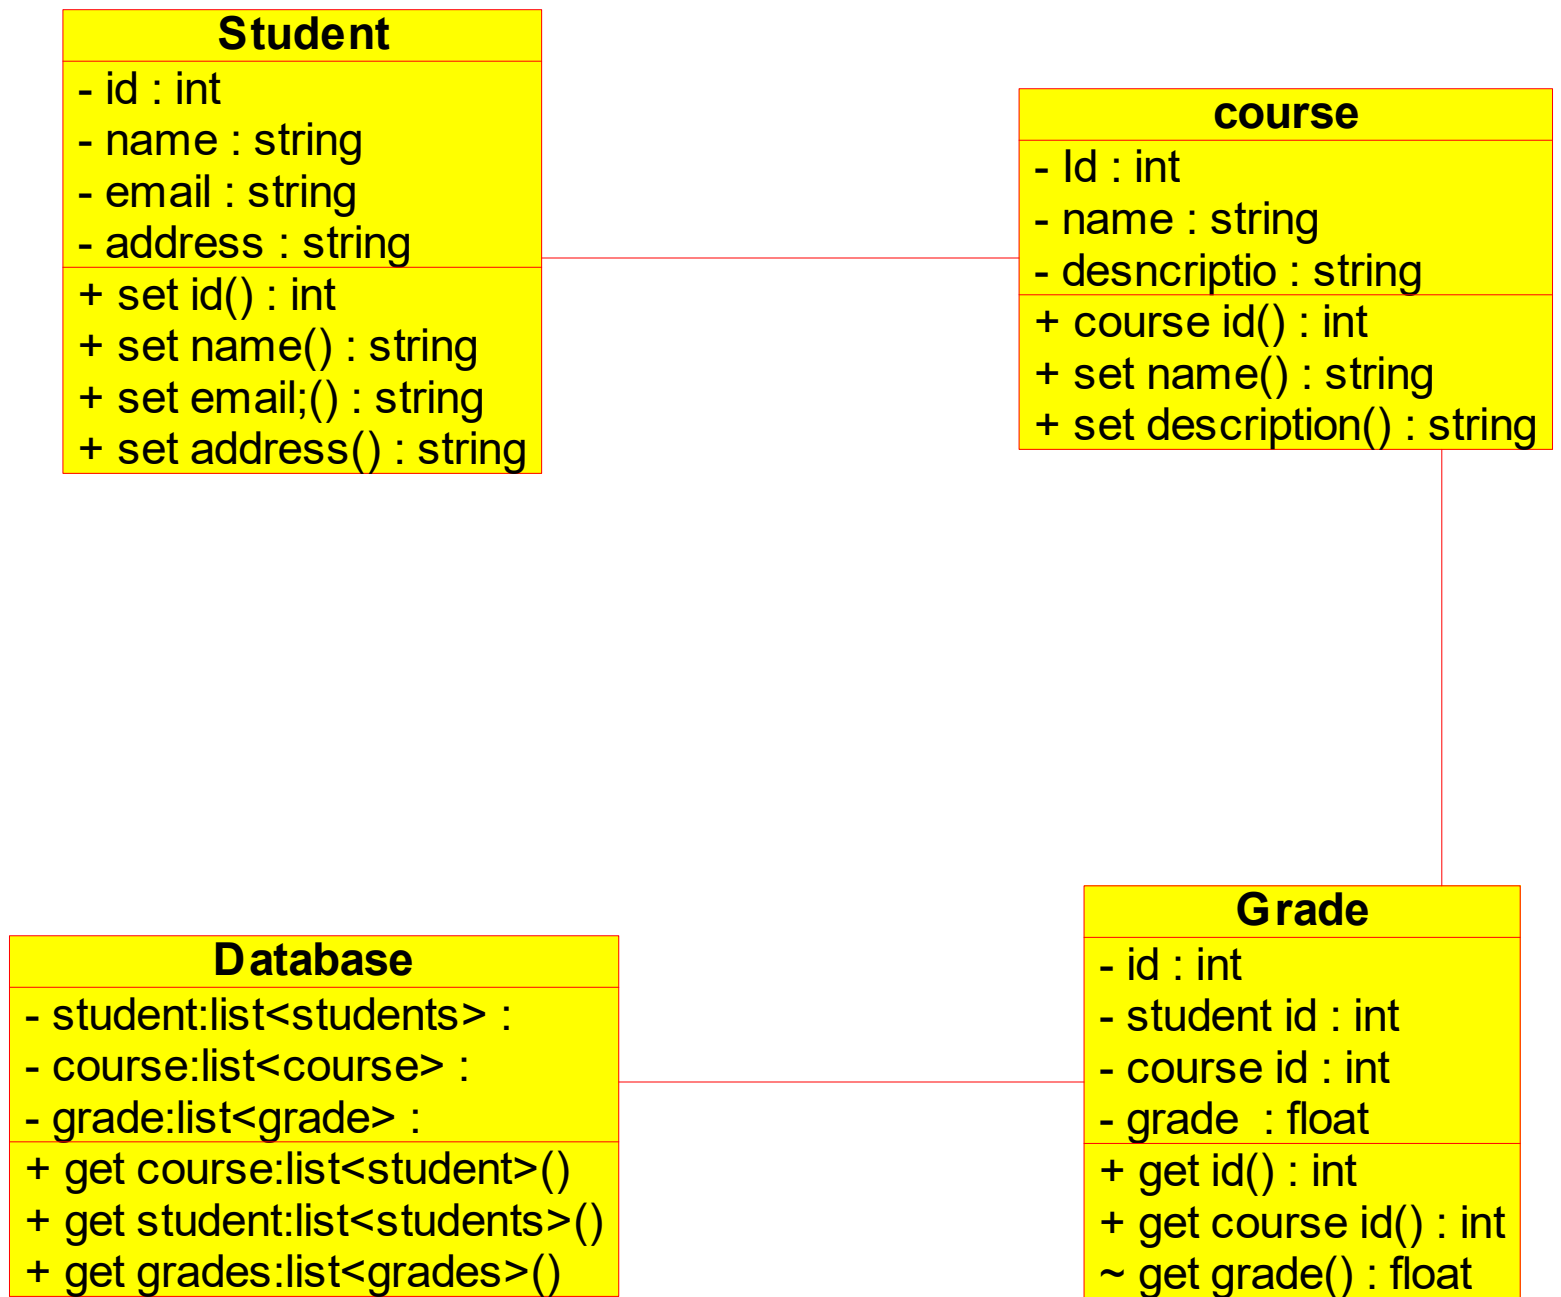 Student
- id : int
- name : string
- email : string
- address : string
+ set id() : int
+ set name() : string
+ set email;() : string
+ set address() : string
course
- Id : int
- name : string
- desncriptio : string
+ course id() : int
+ set name() : string
+ set description() : string
Database
- student:list<students> :
- course:list<course> :
- grade:list<grade> :
+ get course:list<student>()
+ get student:list<students>()
+ get grades:list<grades>()
Grade
- id : int
- student id : int
- course id : int
- grade  : float
+ get id() : int
+ get course id() : int
~ get grade() : float